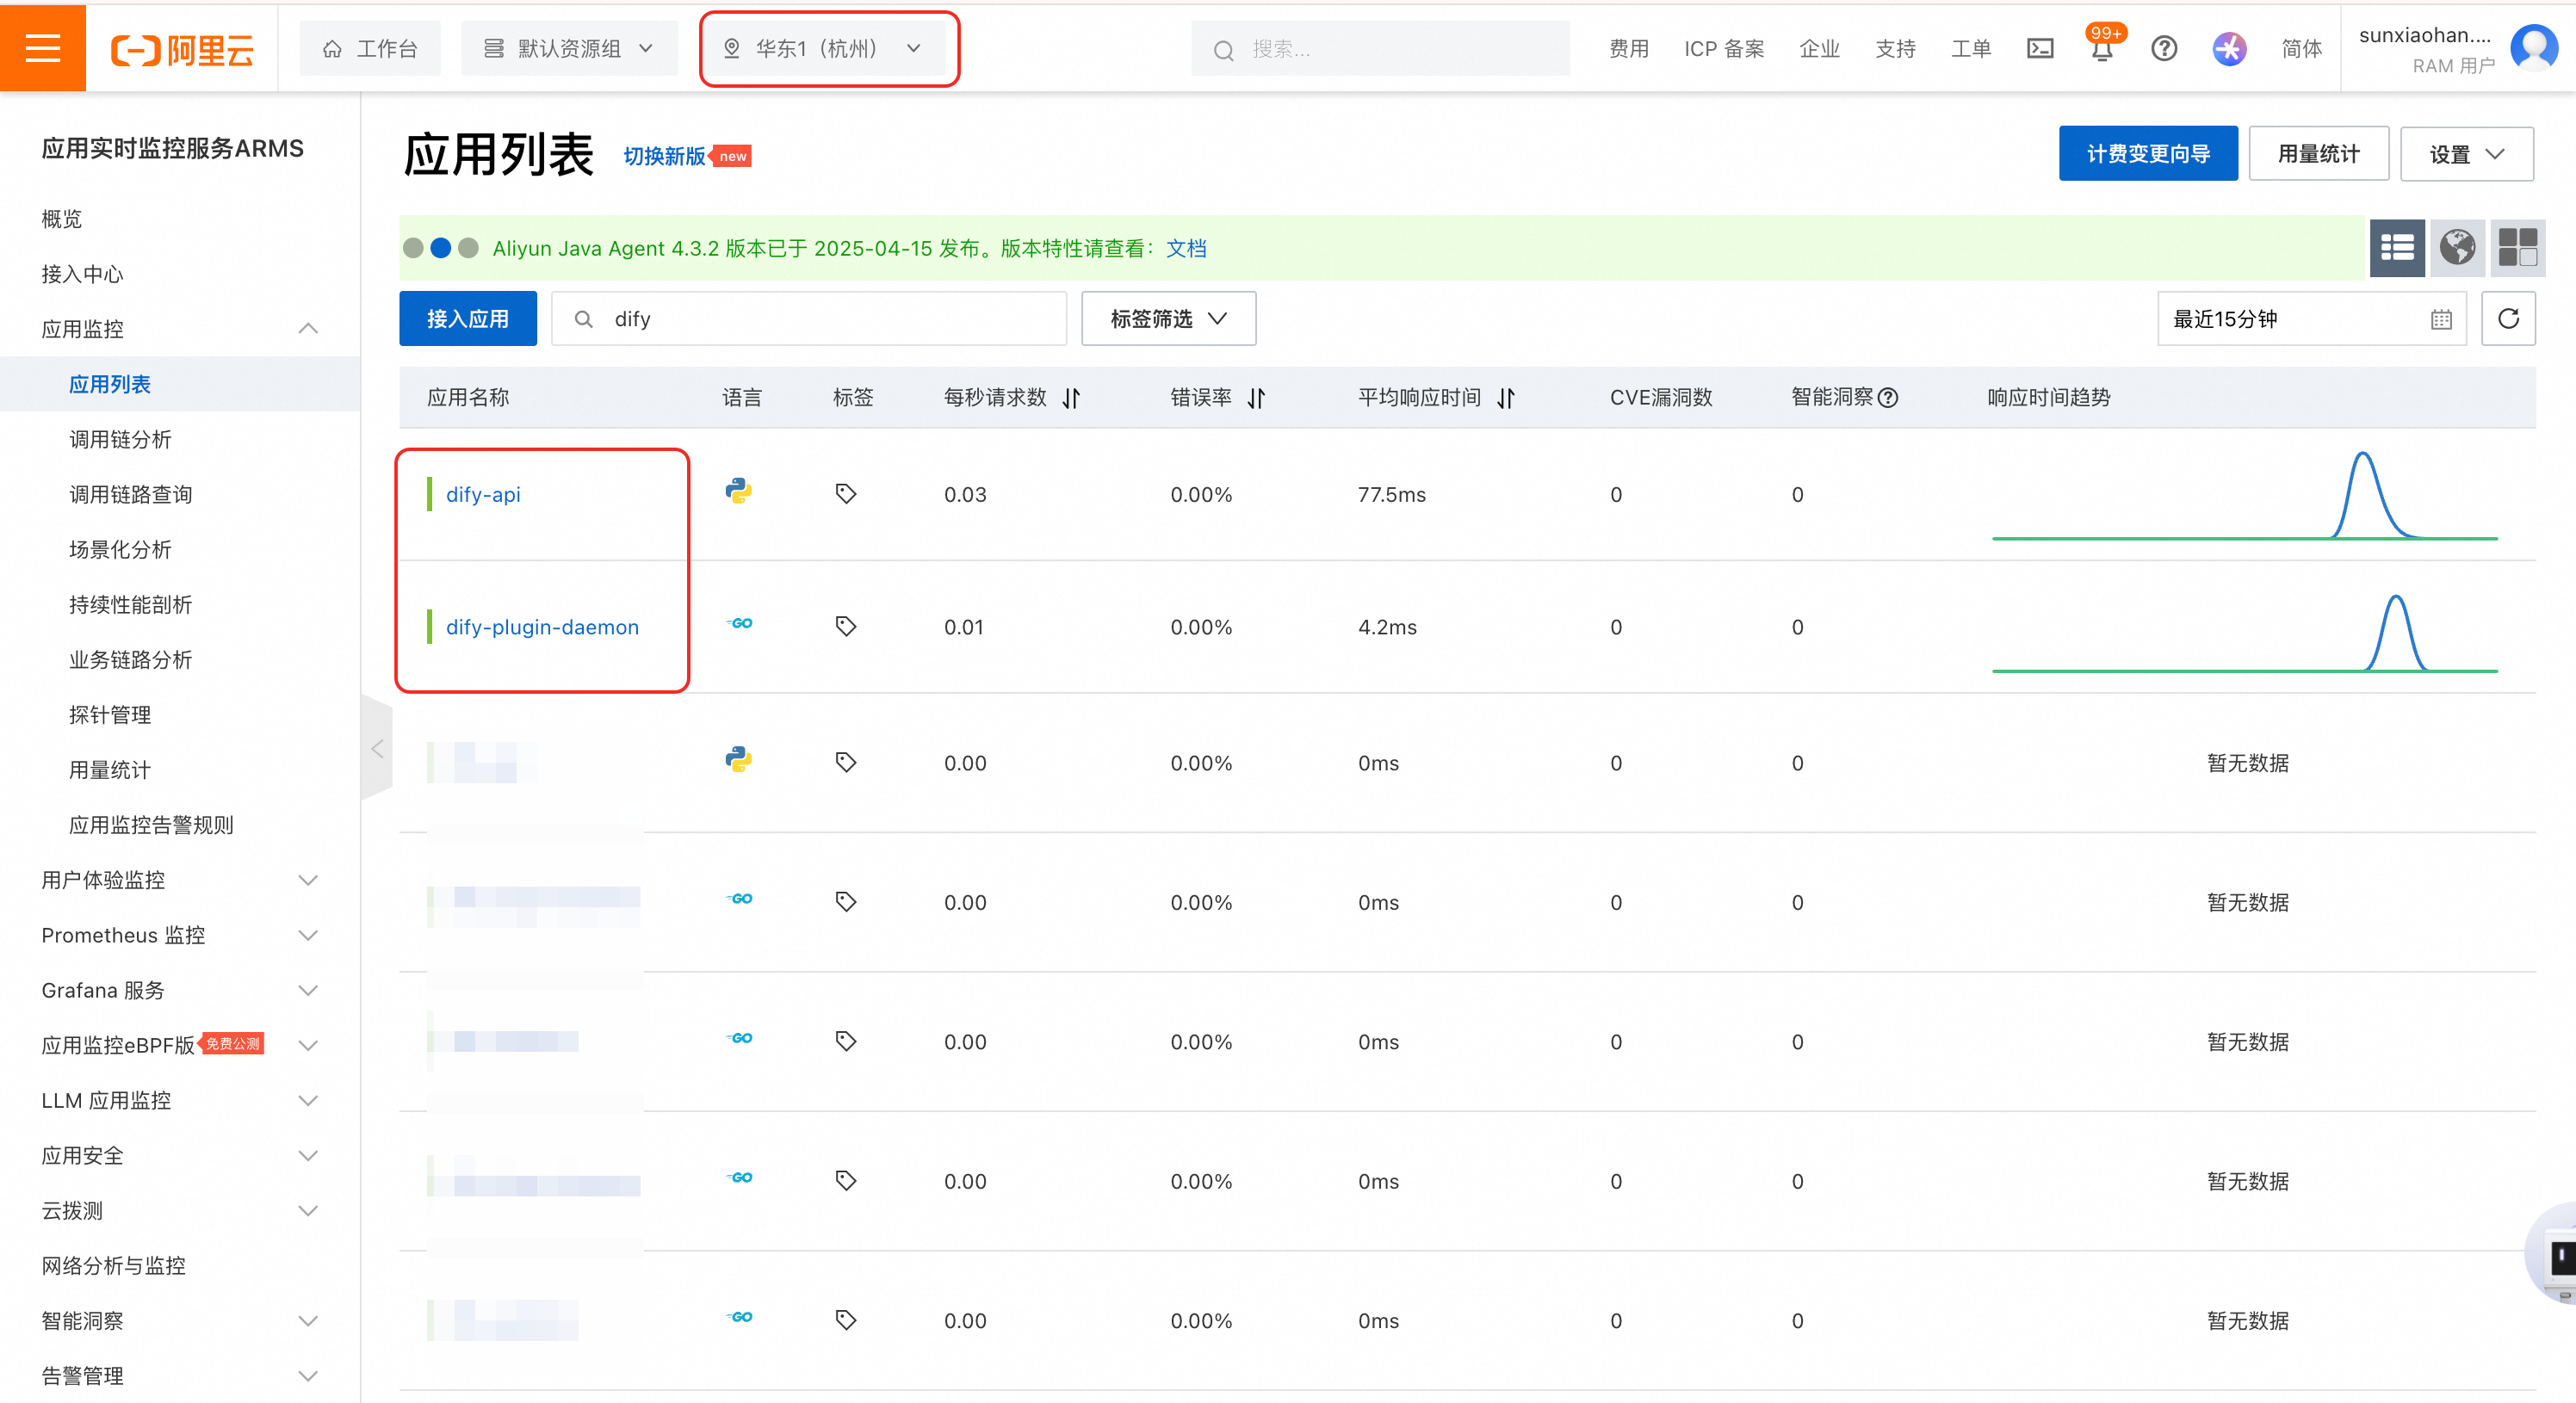 阿里云
工作台
默认资源组
华东1（杭州）
搜索...
费用
ICP 备案
企业
支持
工单
99+
简体
sunxiaohan....
RAM 用户
应用实时监控服务ARMS
概览
接入中心
应用监控
应用列表
调用链分析
调用链路查询
场景化分析
持续性能剖析
业务链路分析
探针管理
用量统计
应用监控告警规则
用户体验监控
Prometheus 监控
Grafana 服务
应用监控eBPF版 免费公测
LLM 应用监控
应用安全
云拨测
网络分析与监控
智能洞察
告警管理
应用列表 切换新版 new
计费变更向导 用量统计 设置
Aliyun Java Agent 4.3.2 版本已于 2025-04-15 发布。版本特性请查看：文档
接入应用 dify 标签筛选 最近15分钟
应用名称 语言 标签 每秒请求数 错误率 平均响应时间 CVE漏洞数 智能洞察 响应时间趋势
dify-api 0.03 0.00% 77.5ms 0 0
dify-plugin-daemon GO 0.01 0.00% 4.2ms 0 0
0.00 0.00% 0ms 0 0 暂无数据
GO 0.00 0.00% 0ms 0 0 暂无数据
GO 0.00 0.00% 0ms 0 0 暂无数据
GO 0.00 0.00% 0ms 0 0 暂无数据
GO 0.00 0.00% 0ms 0 0 暂无数据